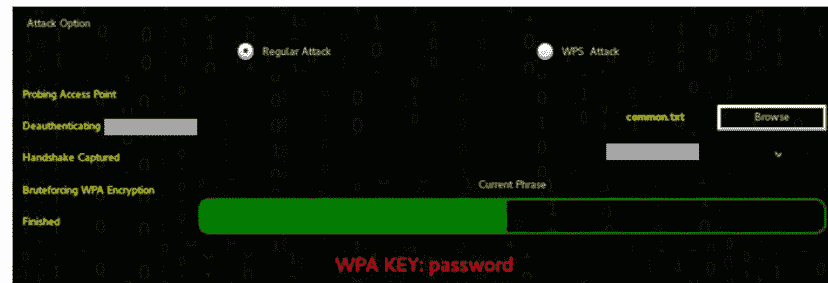 Attack Option
Regular Attack
WPS Attack
Probing Access Point
common.txt
Browse
Deauthenticating
Handshake Captured
Current Phrase
Bruteforcing WPA Encryption
Finished
WPA KEY: password